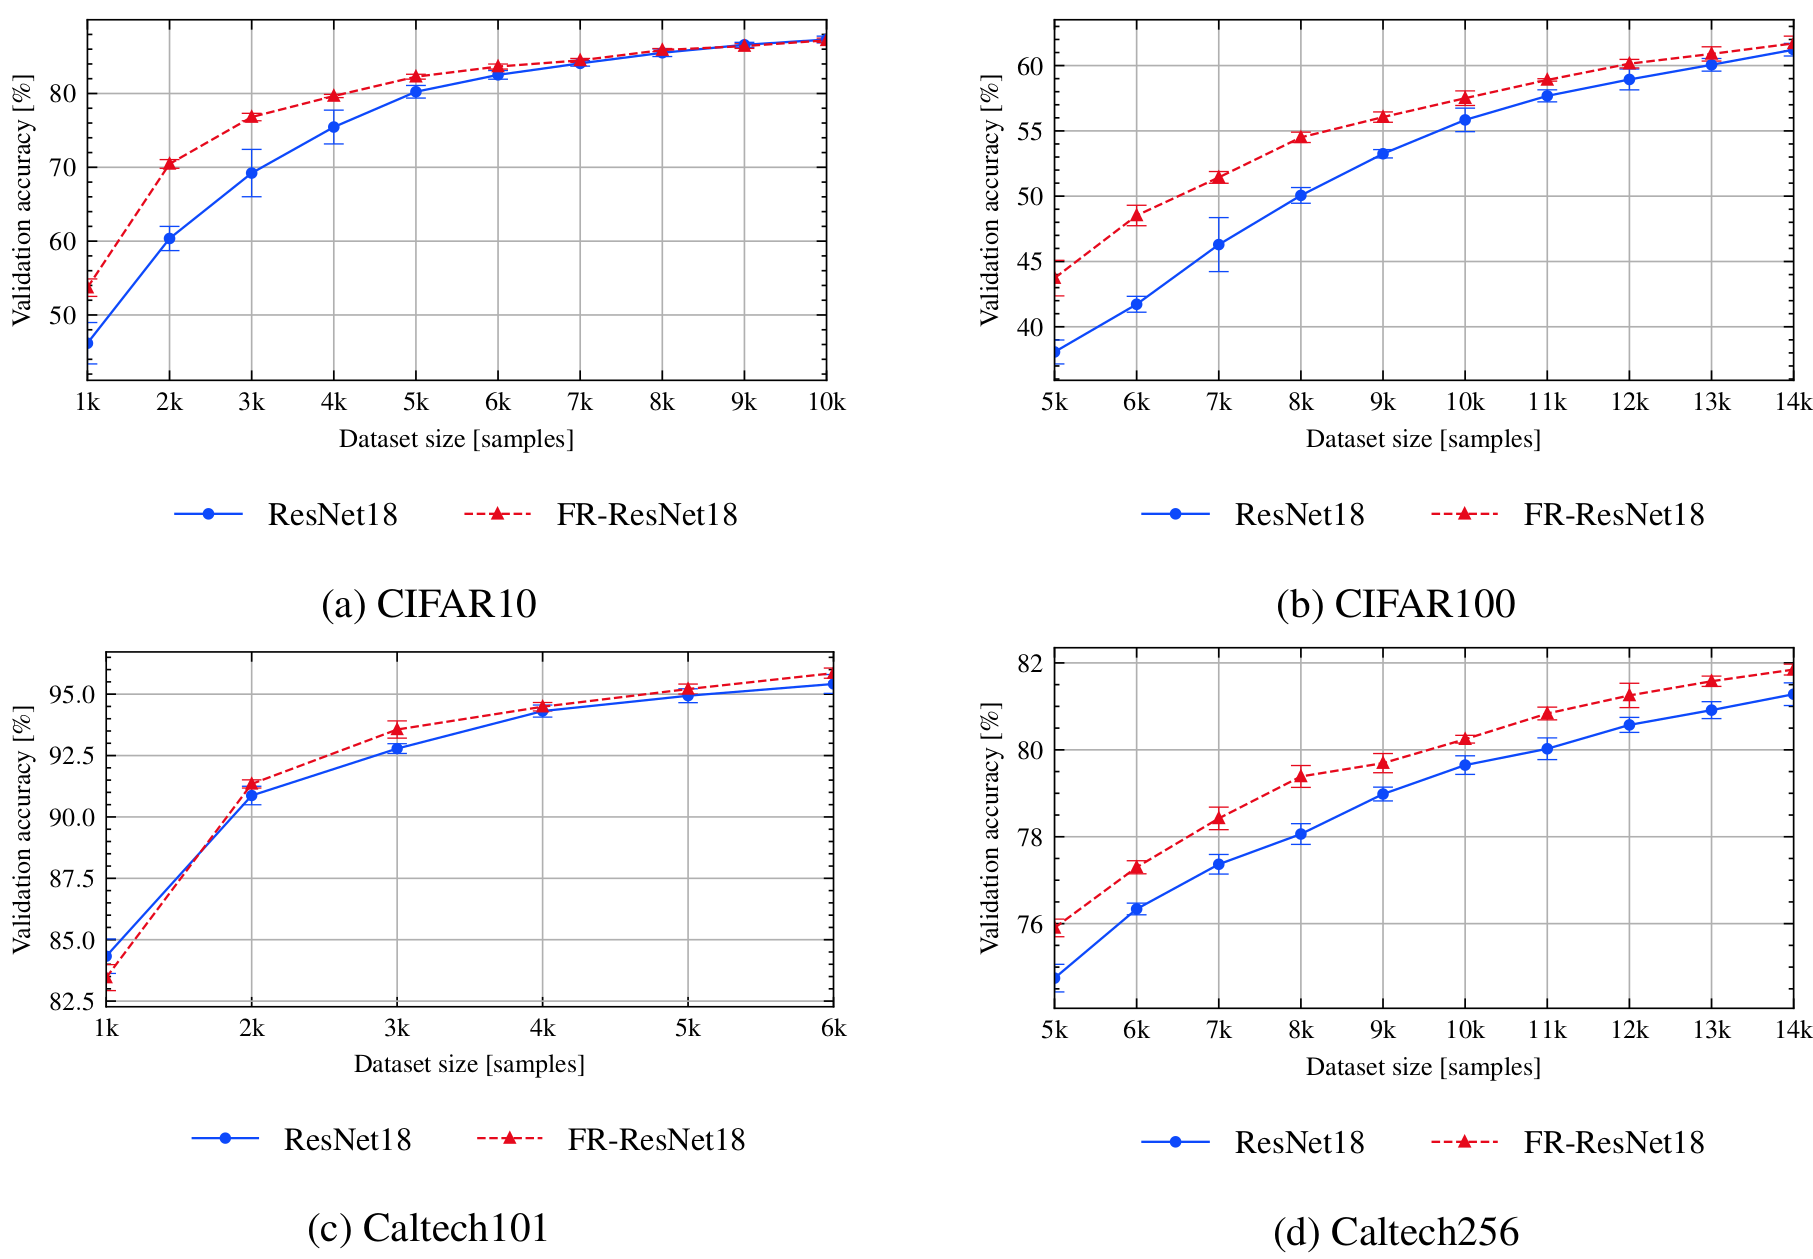 Validation accuracy [%]
80
70
60
50
1k 2k 3k 4k 5k 6k 7k 8k 9k 10k
Dataset size [samples]
ResNet18 FR-ResNet18
(a) CIFAR10
Validation accuracy [%]
60
55
50
45
40
5k 6k 7k 8k 9k 10k 11k 12k 13k 14k
Dataset size [samples]
ResNet18 FR-ResNet18
(b) CIFAR100
Validation accuracy [%]
95.0
92.5
90.0
87.5
85.0
82.5
1k 2k 3k 4k 5k 6k
Dataset size [samples]
ResNet18 FR-ResNet18
(c) Caltech101
Validation accuracy [%]
82
80
78
76
5k 6k 7k 8k 9k 10k 11k 12k 13k 14k
Dataset size [samples]
ResNet18 FR-ResNet18
(d) Caltech256